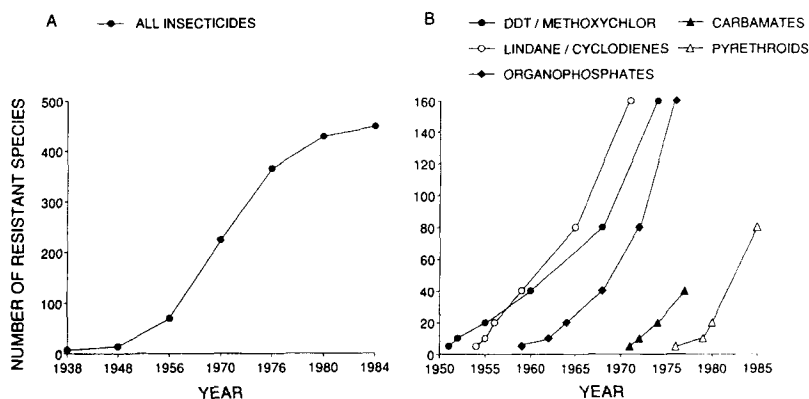 A
ALL INSECTICIDES
NUMBER OF RESISTANT SPECIES
500
400
300
200
100
0
1938 1948 1956 1970 1976 1980 1984
YEAR
B
DDT / METHOXYCHLOR
LINDANE / CYCLODIENES
ORGANOPHOSPHATES
CARBAMATES
PYRETHROIDS
160
140
120
100
80
60
40
20
0
1950 1955 1960 1965 1970 1975 1980 1985
YEAR